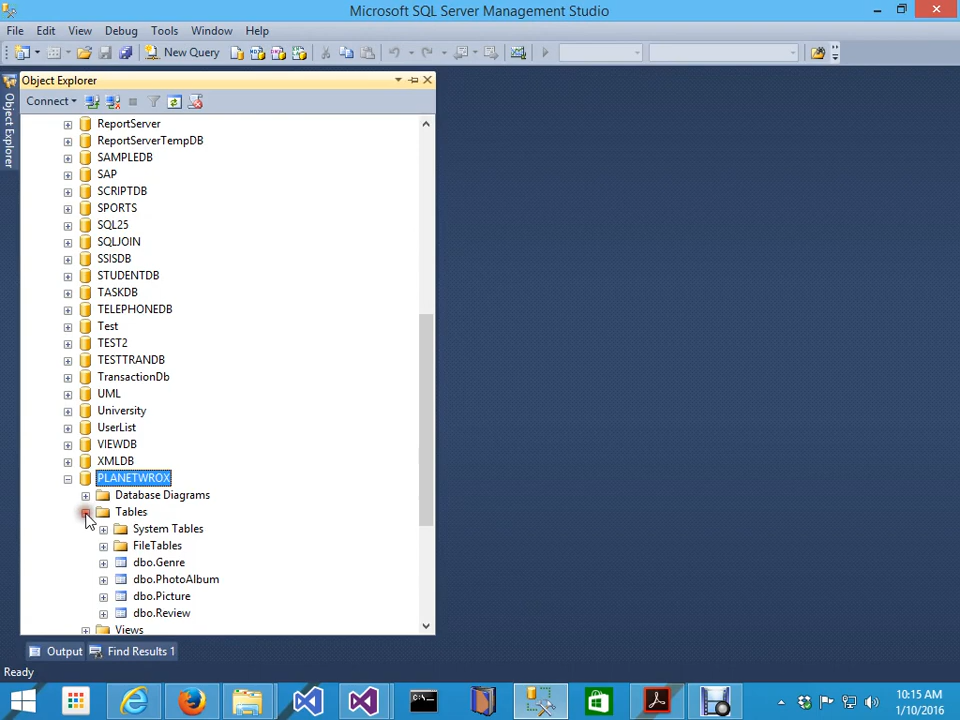 Microsoft SQL Server Management Studio
File Edit View Debug Tools Window Help
New Query
Object Explorer
Object Explorer
Connect
ReportServer
ReportServerTempDB
SAMPLEDB
SAP
SCRIPTDB
SPORTS
SQL25
SQLJOIN
SSISDB
STUDENTDB
TASKDB
TELEPHONEDB
Test
TEST2
TESTTRANDB
TransactionDb
UML
University
UserList
VIEWDB
XMLDB
PLANETWROX
Database Diagrams
Tables
System Tables
FileTables
dbo.Genre
dbo.PhotoAlbum
dbo.Picture
dbo.Review
Views
Output Find Results 1
Ready
10:15 AM
1/10/2016